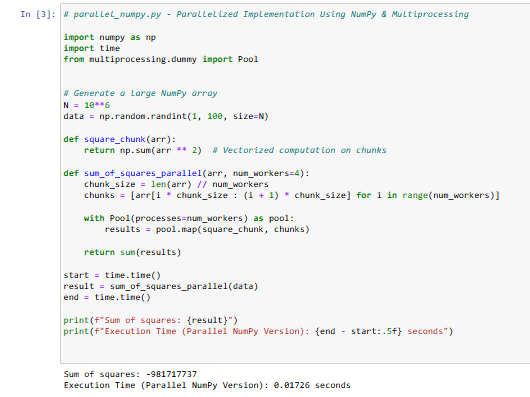 In [3]: # parallel_numpy.py - Parallelized Implementation Using NumPy & Multiprocessing
import numpy as np
import time
from multiprocessing.dummy import Pool
# Generate a large NumPy array
N = 10**6
data = np.random.randint(1, 100, size=N)
def square_chunk(arr):
    return np.sum(arr ** 2)  # Vectorized computation on chunks
def sum_of_squares_parallel(arr, num_workers=4):
    chunk_size = len(arr) // num_workers
    chunks = [arr[i * chunk_size : (i + 1) * chunk_size] for i in range(num_workers)]
    with Pool(processes=num_workers) as pool:
        results = pool.map(square_chunk, chunks)
    return sum(results)
start = time.time()
result = sum_of_squares_parallel(data)
end = time.time()
print(f"Sum of squares: {result}")
print(f"Execution Time (Parallel NumPy Version): {end - start:.5f} seconds")
Sum of squares: -981717737
Execution Time (Parallel NumPy Version): 0.01726 seconds